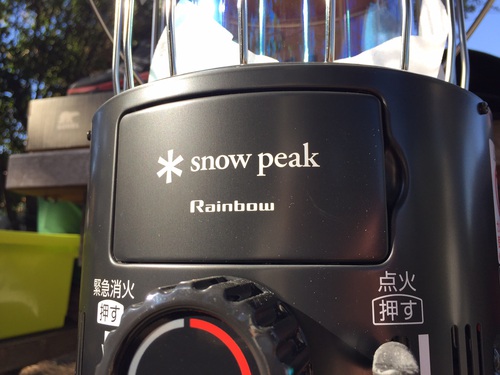 snow peak
Rainbow
緊急消火
押す
点火
押す